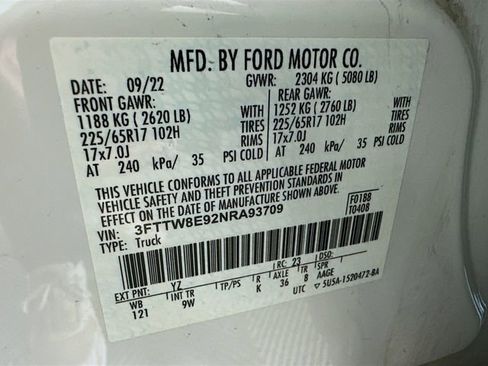 MFD. BY FORD MOTOR CO.
DATE: 09/22 GVWR: 2304 KG ( 5080 LB)
FRONT GAWR: REAR GAWR:
1188 KG ( 2620 LB) WITH 1252 KG ( 2760 LB) WITH
225/65R17 102H TIRES 225/65R17 102H TIRES
17x7.0J RIMS 17x7.0J RIMS
AT 240 kPa/ 35 PSI COLD AT 240 kPa/ 35 PSI COLD
THIS VEHICLE CONFORMS TO ALL APPLICABLE FEDERAL MOTOR
VEHICLE SAFETY AND THEFT PREVENTION STANDARDS IN
EFFECT ON THE DATE OF MANUFACTURE SHOWN ABOVE.
VIN: 3FTTW8E92NRA93709 F0188
TYPE: Truck T0408
RC: 23 DSO:
EXT PNT: YZ R AXLE TR SPR
WB INT TR TP/PS K 36 8 AAGE
121 9W UTC 5U5A-1520472-BA